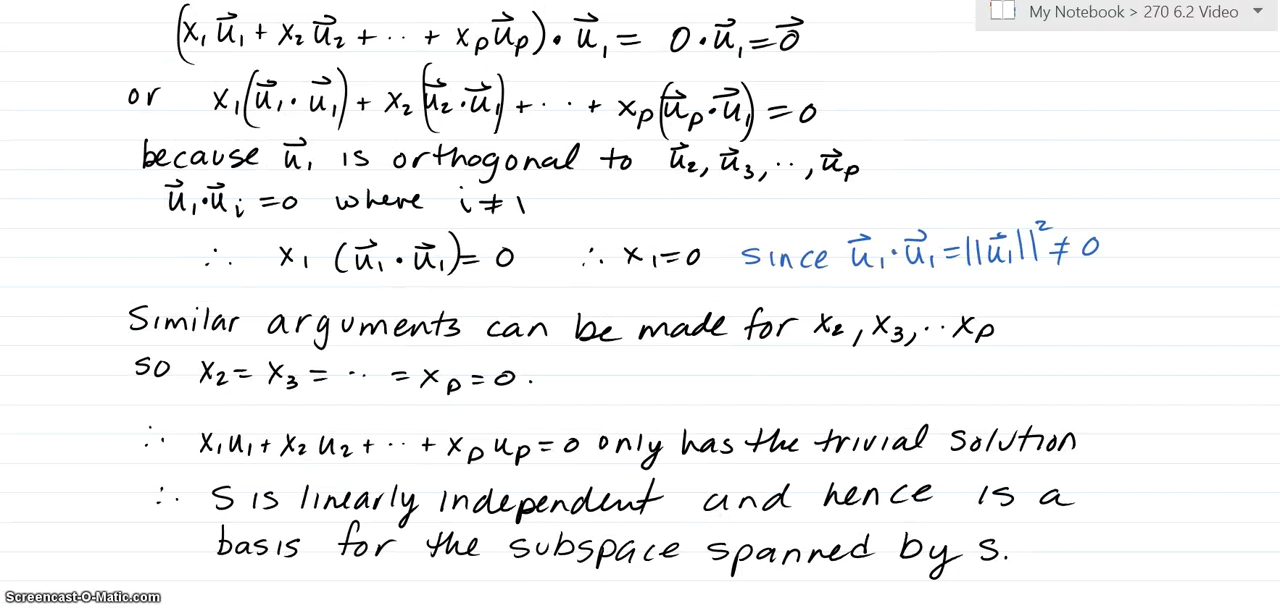 My Notebook > 270 6.2 Video
(x₁u⃗₁ + x₂u⃗₂ + ·· + xₚu⃗ₚ) · u⃗₁ = 0 · u⃗₁ = 0⃗
or x₁(u⃗₁ · u⃗₁) + x₂(u⃗₂ · u⃗₁) + ·· + xₚ(u⃗ₚ · u⃗₁) = 0
because u⃗₁ is orthogonal to u⃗₂, u⃗₃, ··, u⃗ₚ
u⃗₁ · u⃗ᵢ = 0 where i ≠ 1
∴ x₁ (u⃗₁ · u⃗₁) = 0 ∴ x₁ = 0 since u⃗₁ · u⃗₁ = ||u⃗₁||² ≠ 0
Similar arguments can be made for x₂, x₃, ·· xₚ
so x₂ = x₃ = ·· = xₚ = 0.
∴ x₁u₁ + x₂u₂ + ·· + xₚuₚ = 0 only has the trivial solution
∴ S is linearly independent and hence is a
basis for the subspace spanned by S.
Screencast-O-Matic.com